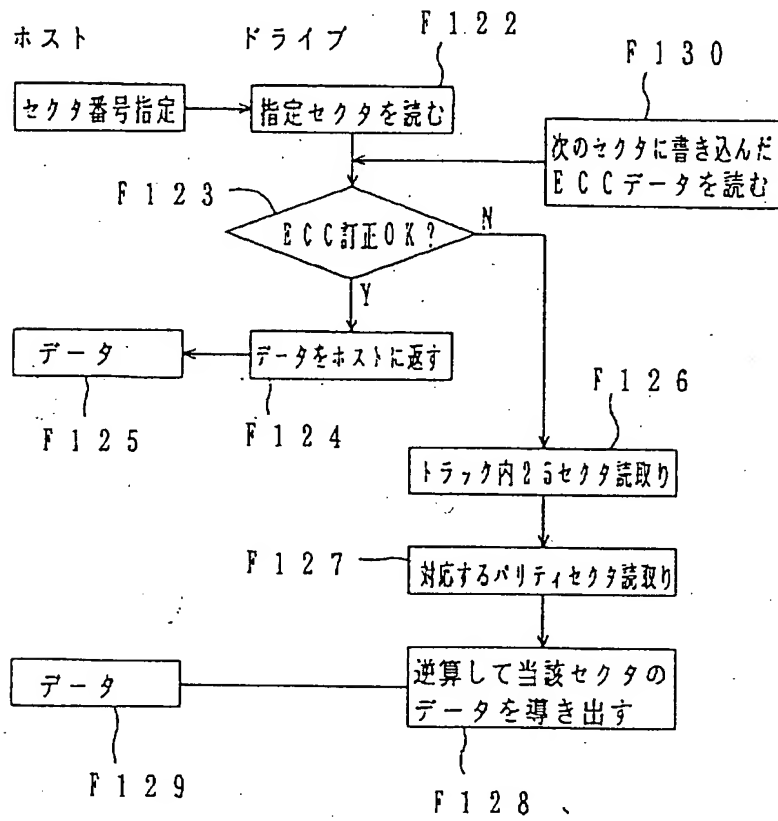 ホスト
ドライブ
F122
F130
セクタ番号指定
指定セクタを読む
次のセクタに書き込んだ
ECCデータを読む
F123
ECC訂正OK?
N
Y
データ
データをホストに返す
F125
F124
F126
トラック内25セクタ読取り
F127
対応するパリティセクタ読取り
データ
逆算して当該セクタの
データを導き出す
F129
F128